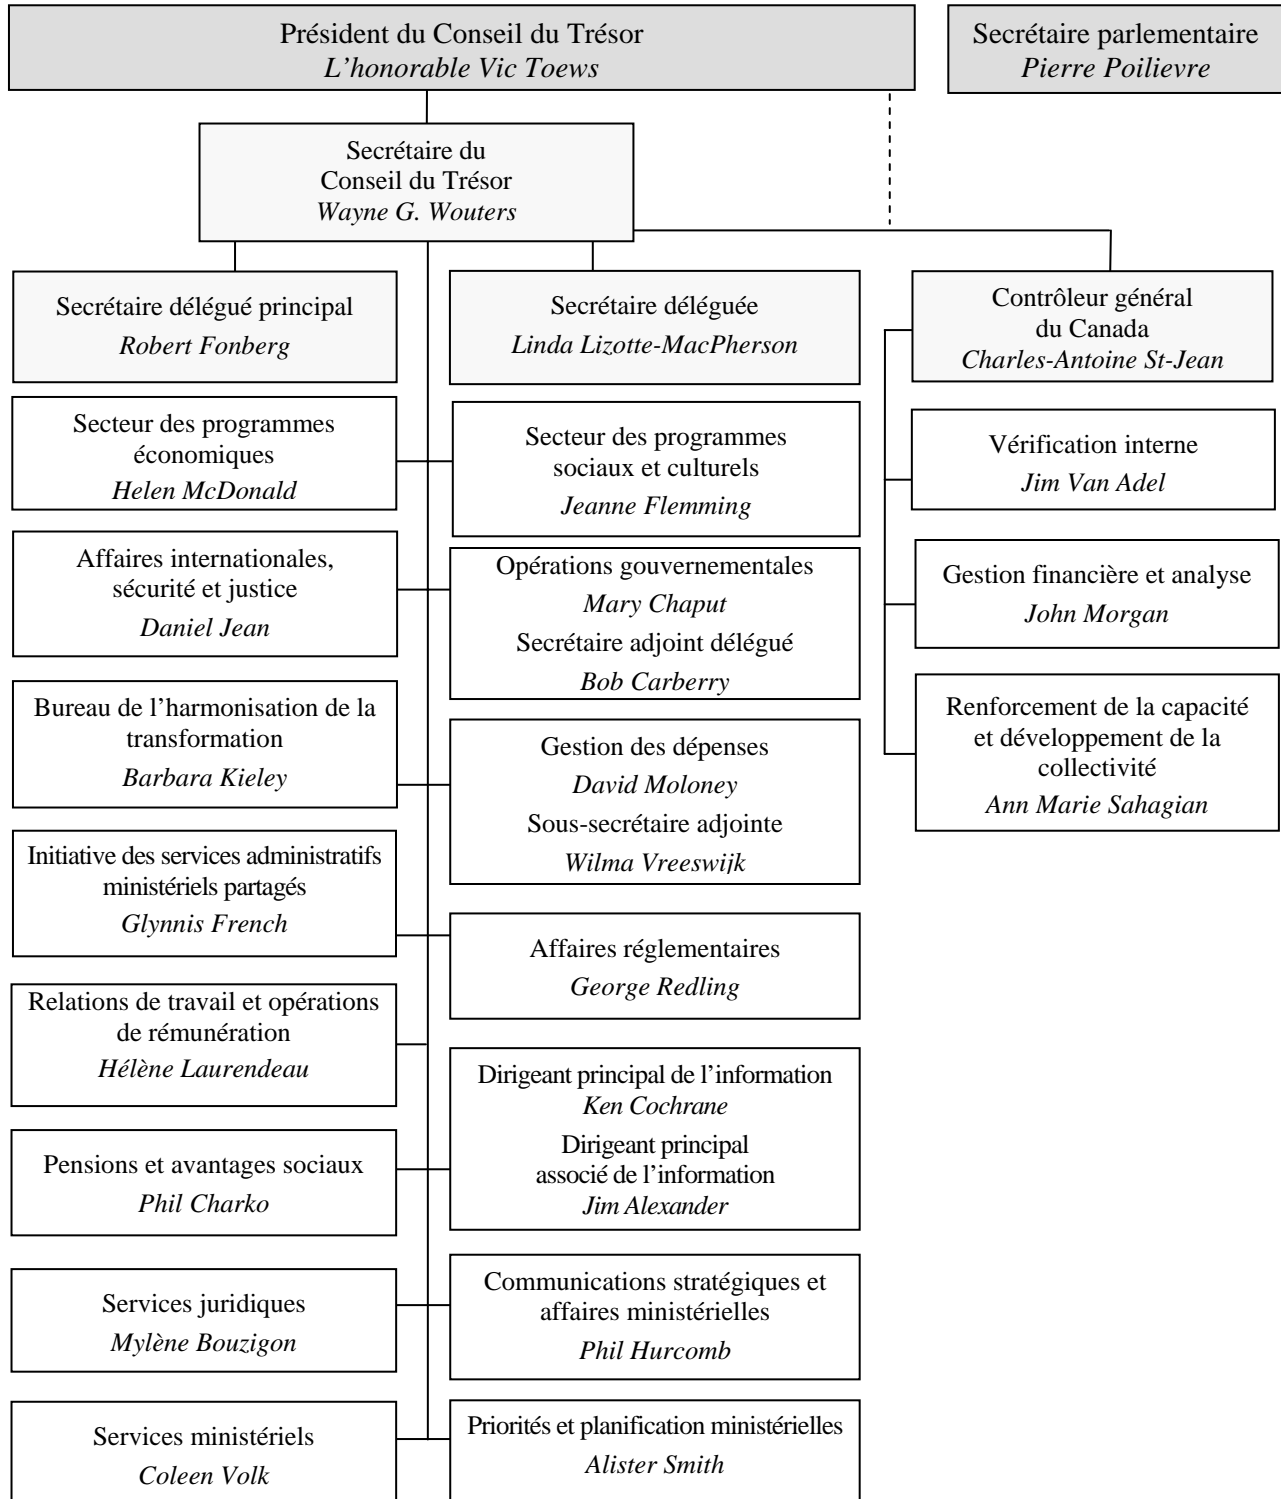 Président du Conseil du Trésor
L'honorable Vic Toews
Secrétaire parlementaire
Pierre Poilievre
Secrétaire du
Conseil du Trésor
Wayne G. Wouters
Secrétaire délégué principal
Robert Fonberg
Secrétaire déléguée
Linda Lizotte-MacPherson
Contrôleur général
du Canada
Charles-Antoine St-Jean
Secteur des programmes
économiques
Helen McDonald
Secteur des programmes
sociaux et culturels
Jeanne Flemming
Vérification interne
Jim Van Adel
Affaires internationales,
sécurité et justice
Daniel Jean
Opérations gouvernementales
Mary Chaput
Secrétaire adjoint délégué
Bob Carberry
Gestion financière et analyse
John Morgan
Bureau de l’harmonisation de la
transformation
Barbara Kieley
Gestion des dépenses
David Moloney
Sous-secrétaire adjointe
Wilma Vreeswijk
Renforcement de la capacité
et développement de la
collectivité
Ann Marie Sahagian
Initiative des services administratifs
ministériels partagés
Glynnis French
Affaires réglementaires
George Redling
Relations de travail et opérations
de rémunération
Hélène Laurendeau
Dirigeant principal de l’information
Ken Cochrane
Dirigeant principal
associé de l’information
Jim Alexander
Pensions et avantages sociaux
Phil Charko
Services juridiques
Mylène Bouzigon
Communications stratégiques et
affaires ministérielles
Phil Hurcomb
Services ministériels
Coleen Volk
Priorités et planification ministérielles
Alister Smith